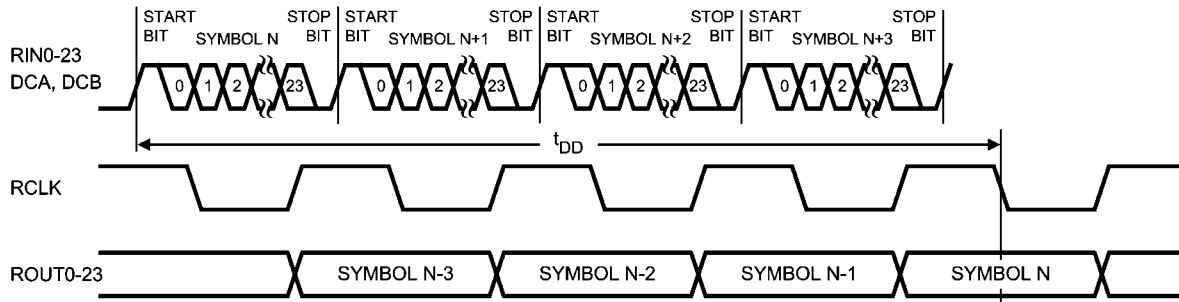 START STOP START STOP START STOP START STOP
BIT SYMBOL N BIT BIT SYMBOL N+1 BIT BIT SYMBOL N+2 BIT BIT SYMBOL N+3 BIT
RIN0-23
DCA, DCB
0 1 2 23 0 1 2 23 0 1 2 23 0 1 2 23
tDD
RCLK
ROUT0-23 SYMBOL N-3 SYMBOL N-2 SYMBOL N-1 SYMBOL N